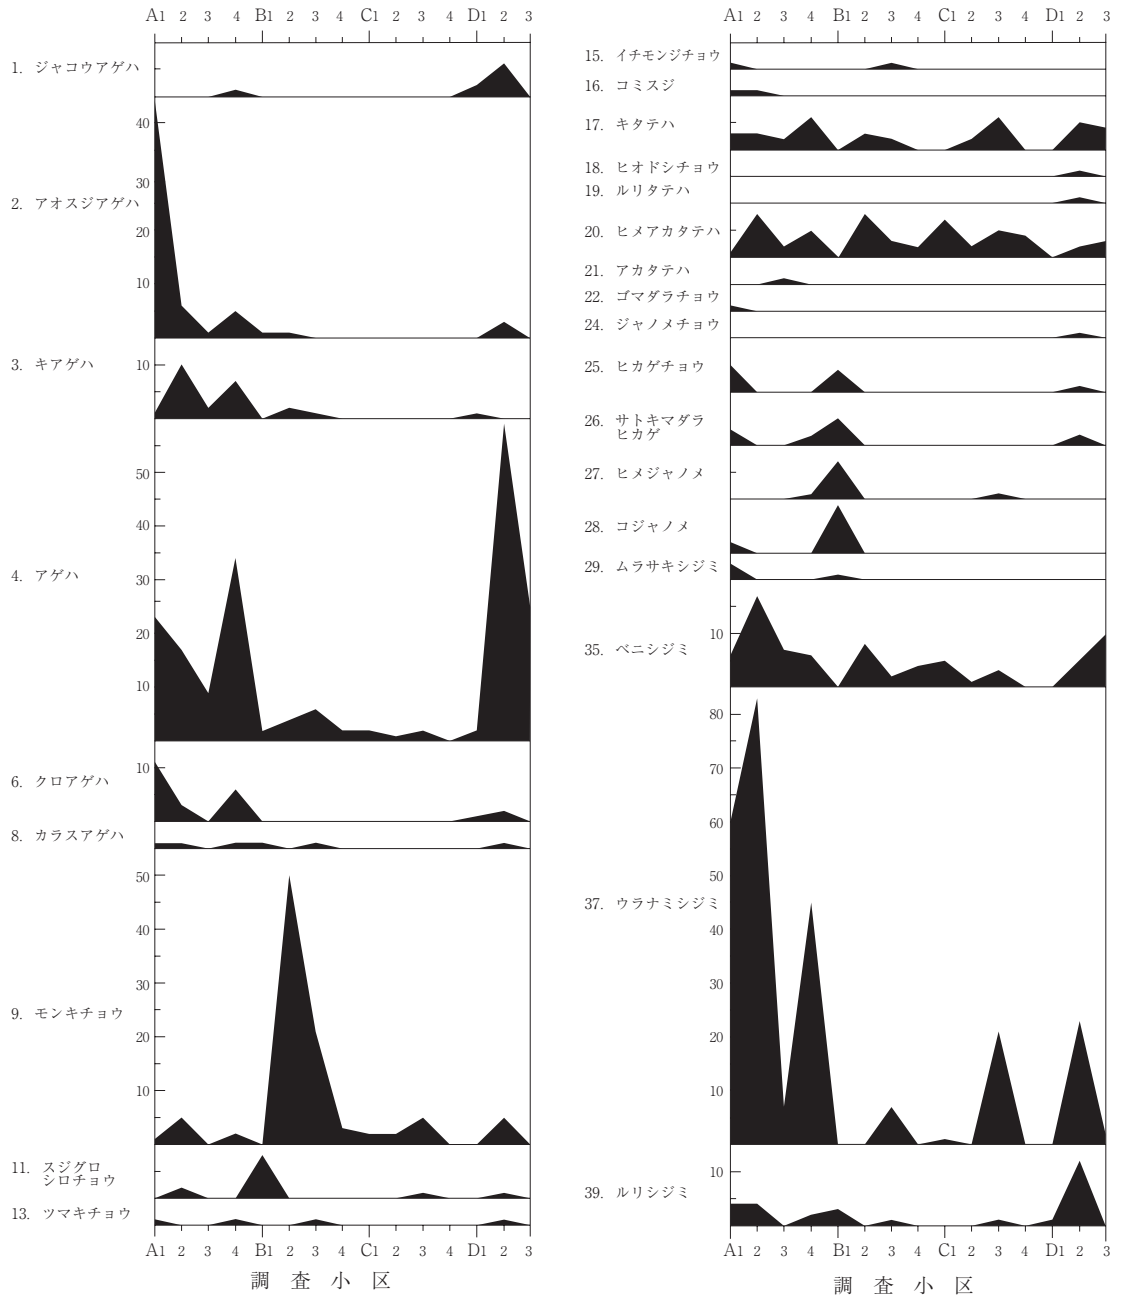 A1 2 3 4 B1 2 3 4 C1 2 3 4 D1 2 3
1. ジャコウアゲハ
40
30
2. アオスジアゲハ
20
10
3. キアゲハ 10
50
40
4. アゲハ
30
20
10
10
6. クロアゲハ
8. カラスアゲハ
50
40
30
9. モンキチョウ
20
10
11. スジグロ
シロチョウ
13. ツマキチョウ
A1 2 3 4 B1 2 3 4 C1 2 3 4 D1 2 3
調査小区
A1 2 3 4 B1 2 3 4 C1 2 3 4 D1 2 3
15. イチモンジチョウ
16. コミスジ
17. キタテハ
18. ヒオドシチョウ
19. ルリタテハ
20. ヒメアカタテハ
21. アカタテハ
22. ゴマダラチョウ
24. ジャノメチョウ
25. ヒカゲチョウ
26. サトキマダラ
ヒカゲ
27. ヒメジャノメ
28. コジャノメ
29. ムラサキシジミ
10
35. ベニシジミ
80
70
60
50
37. ウラナミシジミ
40
30
20
10
10
39. ルリシジミ
A1 2 3 4 B1 2 3 4 C1 2 3 4 D1 2 3
調査小区